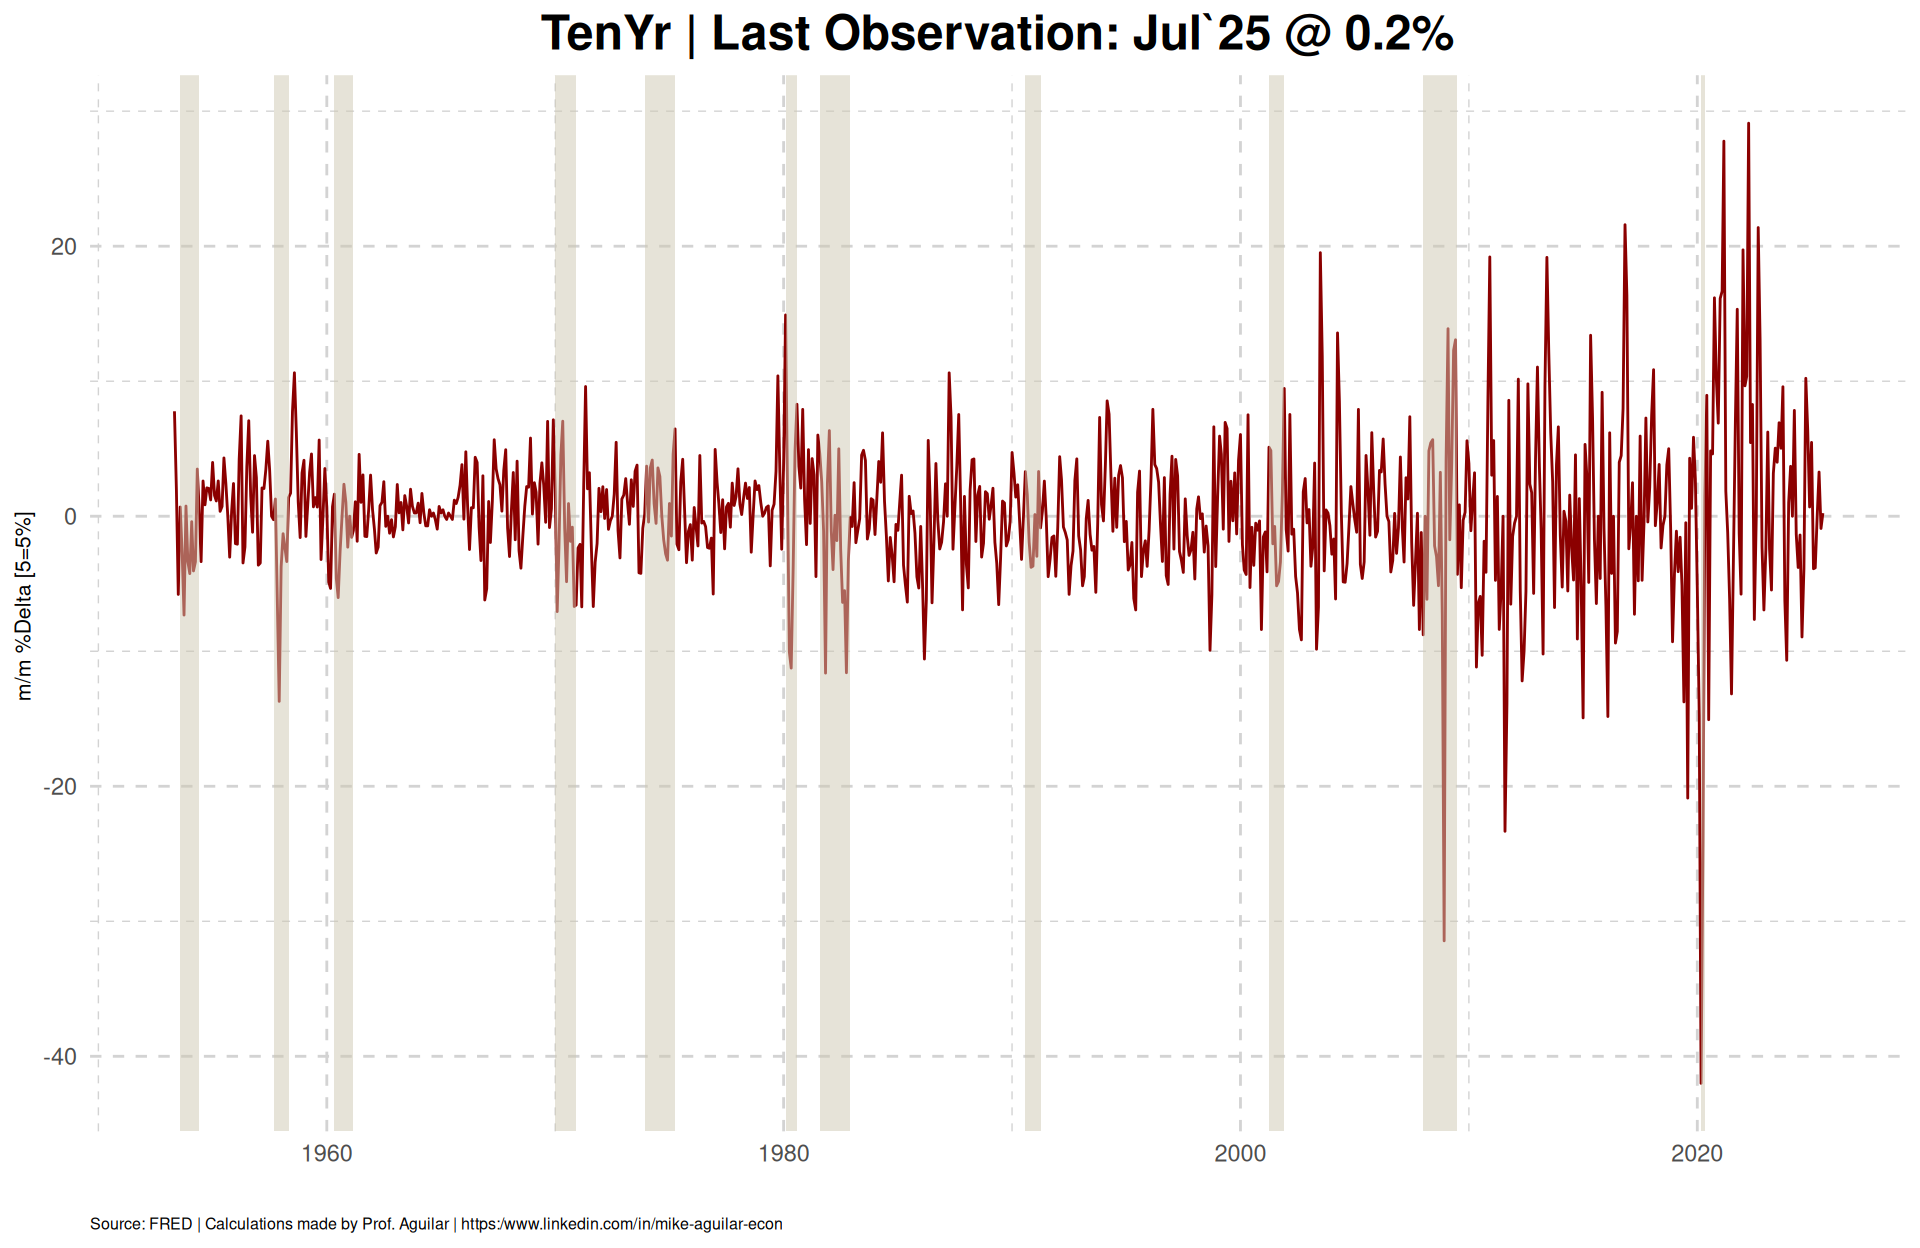 TenYr | Last Observation: Jul`25 @ 0.2%
m/m %Delta [5=5%]
20
0
-20
-40
1960
1980
2000
2020
Source: FRED | Calculations made by Prof. Aguilar | https:/www.linkedin.com/in/mike-aguilar-econ